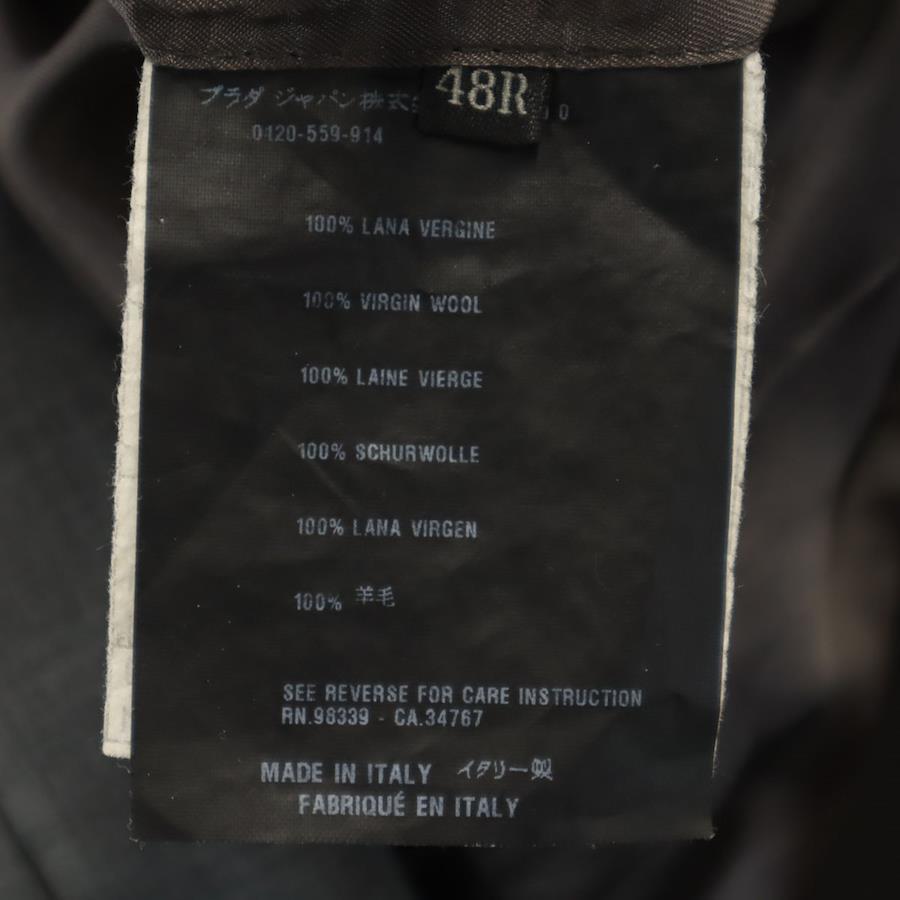 プラダ ジャパン株式
48R
0
0120-559-914
100% LANA VERGINE
100% VIRGIN WOOL
100% LAINE VIERGE
100% SCHURWOLLE
100% LANA VIRGEN
100% 羊毛
SEE REVERSE FOR CARE INSTRUCTION
RN.98339 - CA.34767
MADE IN ITALY イタリー製
FABRIQUÉ EN ITALY